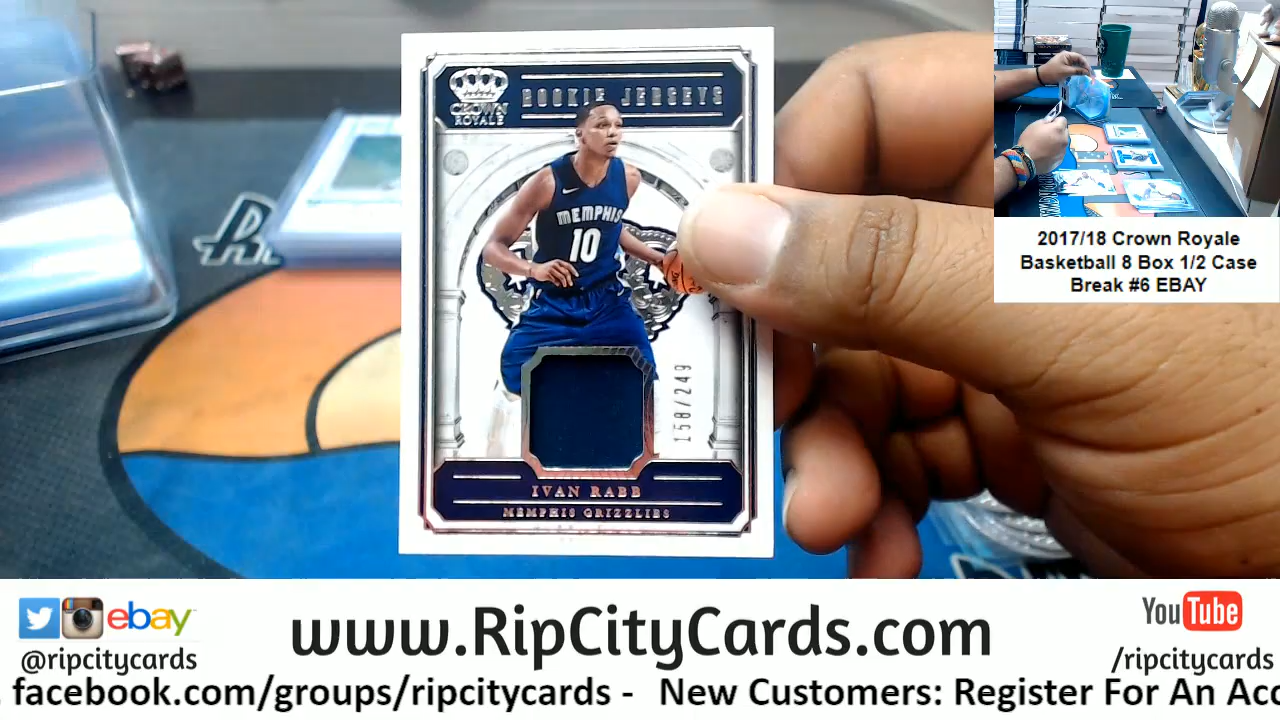 CROWN
ROYALE
ROOKIE JERSEYS
MEMPHIS
10
158/249
IVAN RABB
MEMPHIS GRIZZLIES
2017/18 Crown Royale
Basketball 8 Box 1/2 Case
Break #6 EBAY
ebay
@ripcitycards
www.RipCityCards.com
YouTube
/ripcitycards
facebook.com/groups/ripcitycards - New Customers: Register For An Acc